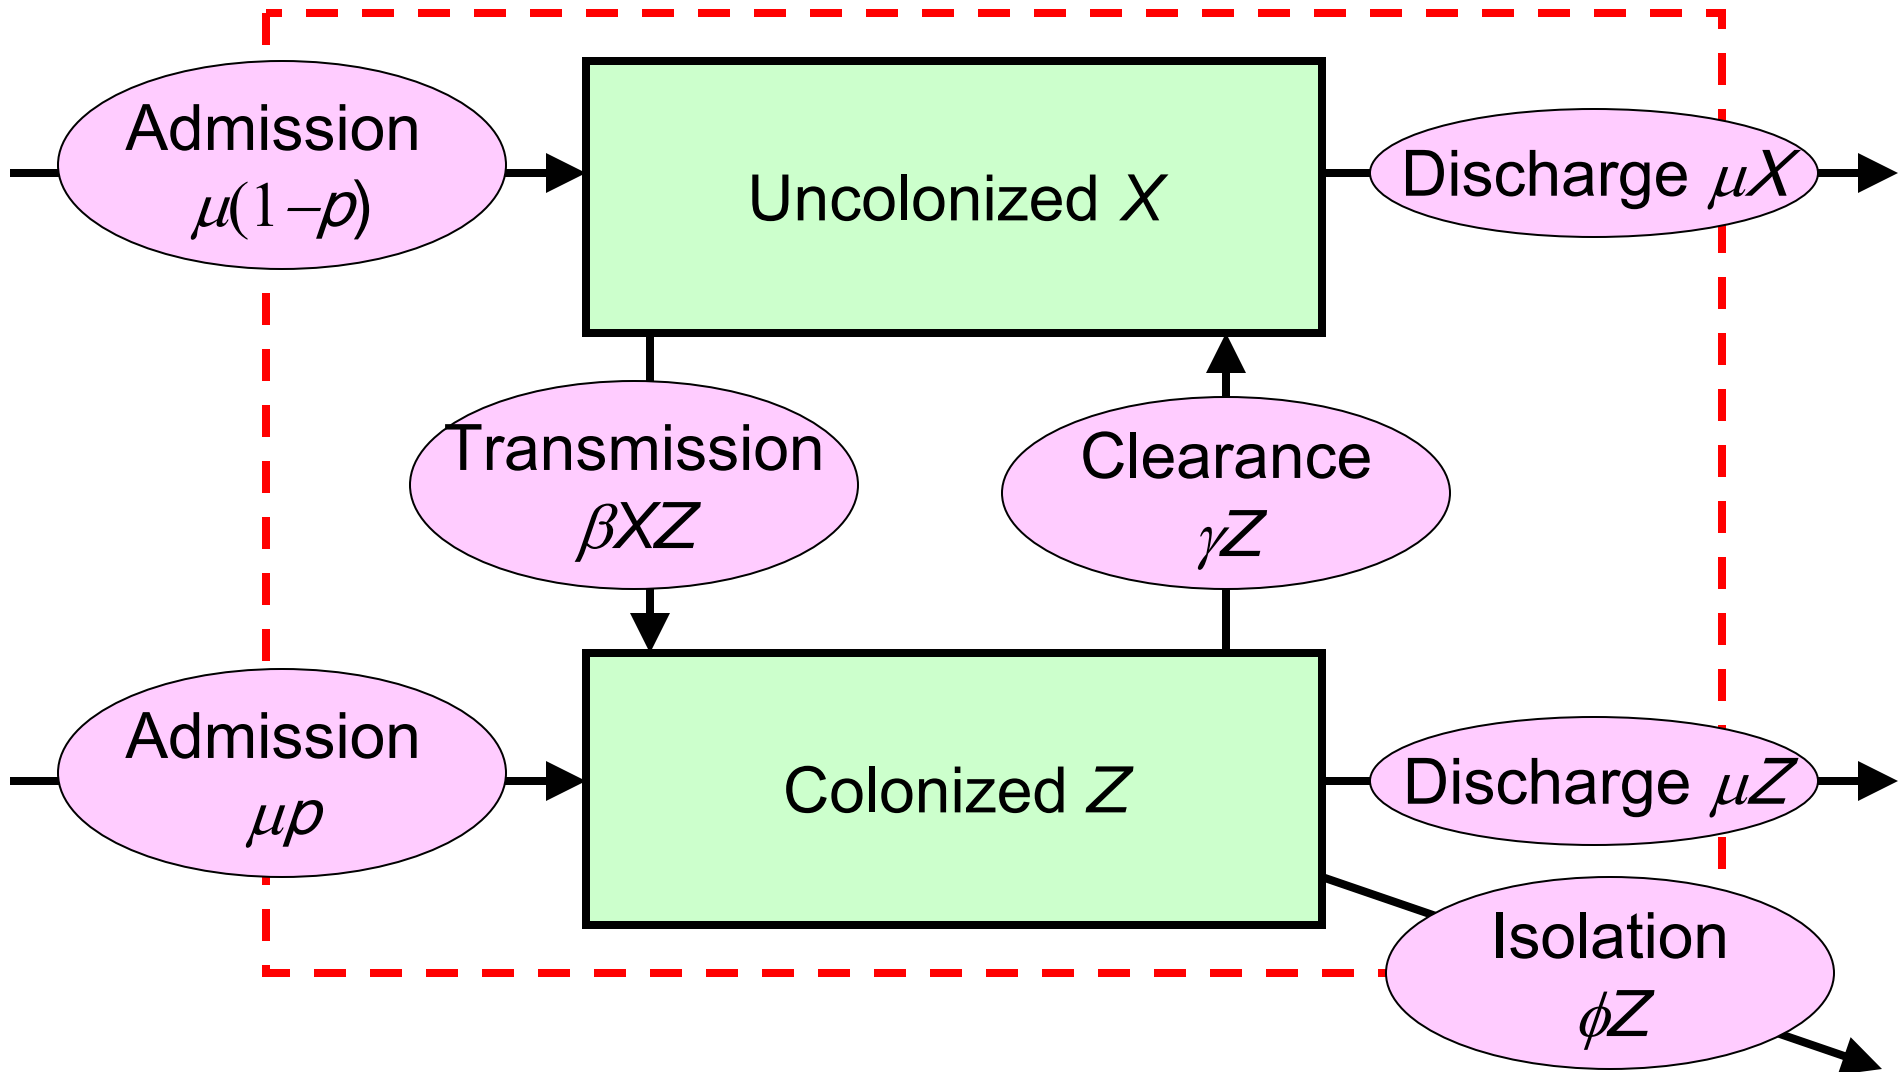 Admission
μ(1–p)
Uncolonized X
Discharge μX
Transmission
βXZ
Clearance
γZ
Admission
μp
Colonized Z
Discharge μZ
Isolation
ϕZ